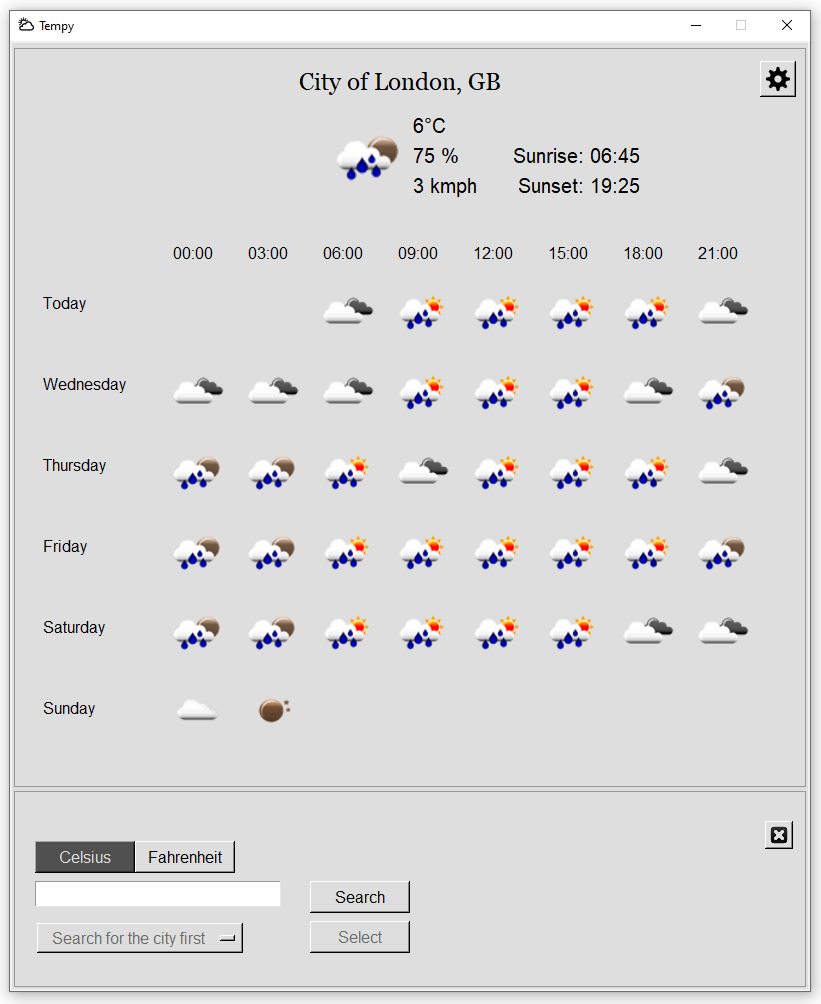 Tempy
City of London, GB
6°C
75 %
Sunrise: 06:45
3 kmph
Sunset: 19:25
00:00 03:00 06:00 09:00 12:00 15:00 18:00 21:00
Today
Wednesday
Thursday
Friday
Saturday
Sunday
Celsius Fahrenheit
Search
Search for the city first
Select